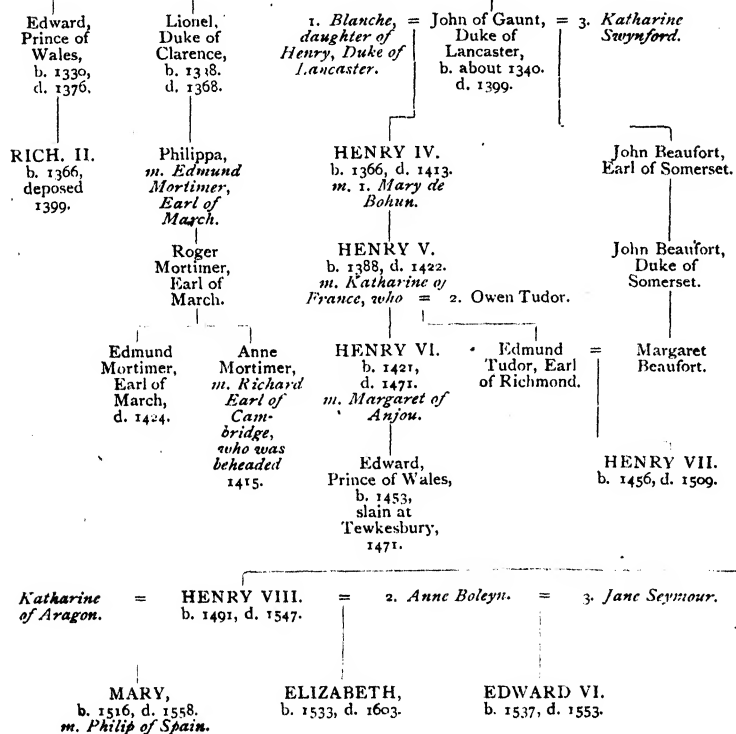 Edward,
Prince of
Wales,
b. 1330,
d. 1376.
Lionel,
Duke of
Clarence,
b. 1338.
d. 1368.
1. Blanche,
daughter of
Henry, Duke of
Lancaster.
=
John of Gaunt,
Duke of
Lancaster,
b. about 1340.
d. 1399.
=
3. Katharine
Swynford.
RICH. II.
b. 1366,
deposed
1399.
Philippa,
m. Edmund
Mortimer,
Earl of
March.
HENRY IV.
b. 1366, d. 1413.
m. 1. Mary de
Bohun.
John Beaufort,
Earl of Somerset.
Roger
Mortimer,
Earl of
March.
HENRY V.
b. 1388, d. 1422.
m. Katharine of
France, who = 2. Owen Tudor.
John Beaufort,
Duke of
Somerset.
Edmund
Mortimer,
Earl of
March,
d. 1424.
Anne
Mortimer,
m. Richard
Earl of
Cam-
bridge,
who was
beheaded
1415.
HENRY VI.
b. 1421,
d. 1471.
m. Margaret of
Anjou.
Edmund
Tudor, Earl
of Richmond.
=
Margaret
Beaufort.
Edward,
Prince of Wales,
b. 1453,
slain at
Tewkesbury,
1471.
HENRY VII.
b. 1456, d. 1509.
Katharine
of Aragon.
=
HENRY VIII.
b. 1491, d. 1547.
=
2. Anne Boleyn.
=
3. Jane Seymour.
MARY,
b. 1516, d. 1558.
m. Philip of Spain.
ELIZABETH,
b. 1533, d. 1603.
EDWARD VI.
b. 1537, d. 1553.